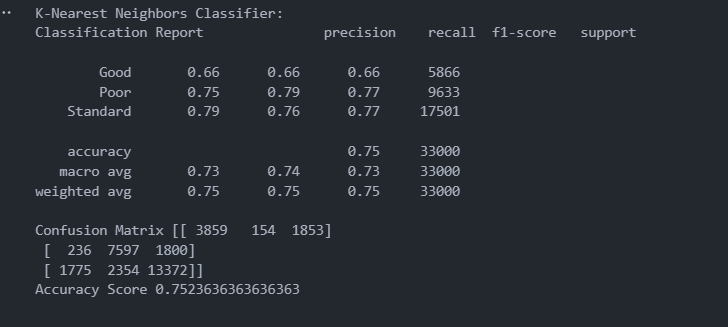 K-Nearest Neighbors Classifier:
Classification Report precision recall f1-score support
Good 0.66 0.66 0.66 5866
Poor 0.75 0.79 0.77 9633
Standard 0.79 0.76 0.77 17501
accuracy 0.75 33000
macro avg 0.73 0.74 0.73 33000
weighted avg 0.75 0.75 0.75 33000
Confusion Matrix [[ 3859 154 1853]
[ 236 7597 1800]
[ 1775 2354 13372]]
Accuracy Score 0.7523636363636363